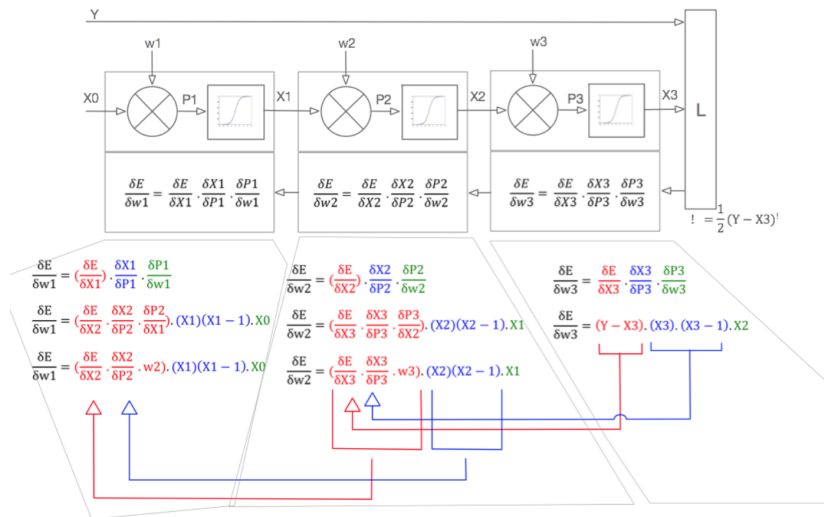 Y
w1 w2 w3
X0 P1 X1 P2 X2 P3 X3
L
δE/δw1 = δE/δX1 . δX1/δP1 . δP1/δw1
δE/δw2 = δE/δX2 . δX2/δP2 . δP2/δw2
δE/δw3 = δE/δX3 . δX3/δP3 . δP3/δw3
! = 1/2 (Y − X3)!
δE/δw1 = (δE/δX1) . δX1/δP1 . δP1/δw1
δE/δw1 = (δE/δX2 . δX2/δP2 . δP2/δX1). (X1)(X1 − 1). X0
δE/δw1 = (δE/δX2 . δX2/δP2 . w2). (X1)(X1 − 1). X0
δE/δw2 = (δE/δX2) . δX2/δP2 . δP2/δw2
δE/δw2 = (δE/δX3 . δX3/δP3 . δP3/δX2). (X2)(X2 − 1). X1
δE/δw2 = (δE/δX3 . δX3/δP3 . w3). (X2)(X2 − 1). X1
δE/δw3 = δE/δX3 . δX3/δP3 . δP3/δw3
δE/δw3 = (Y − X3). (X3). (X3 − 1). X2